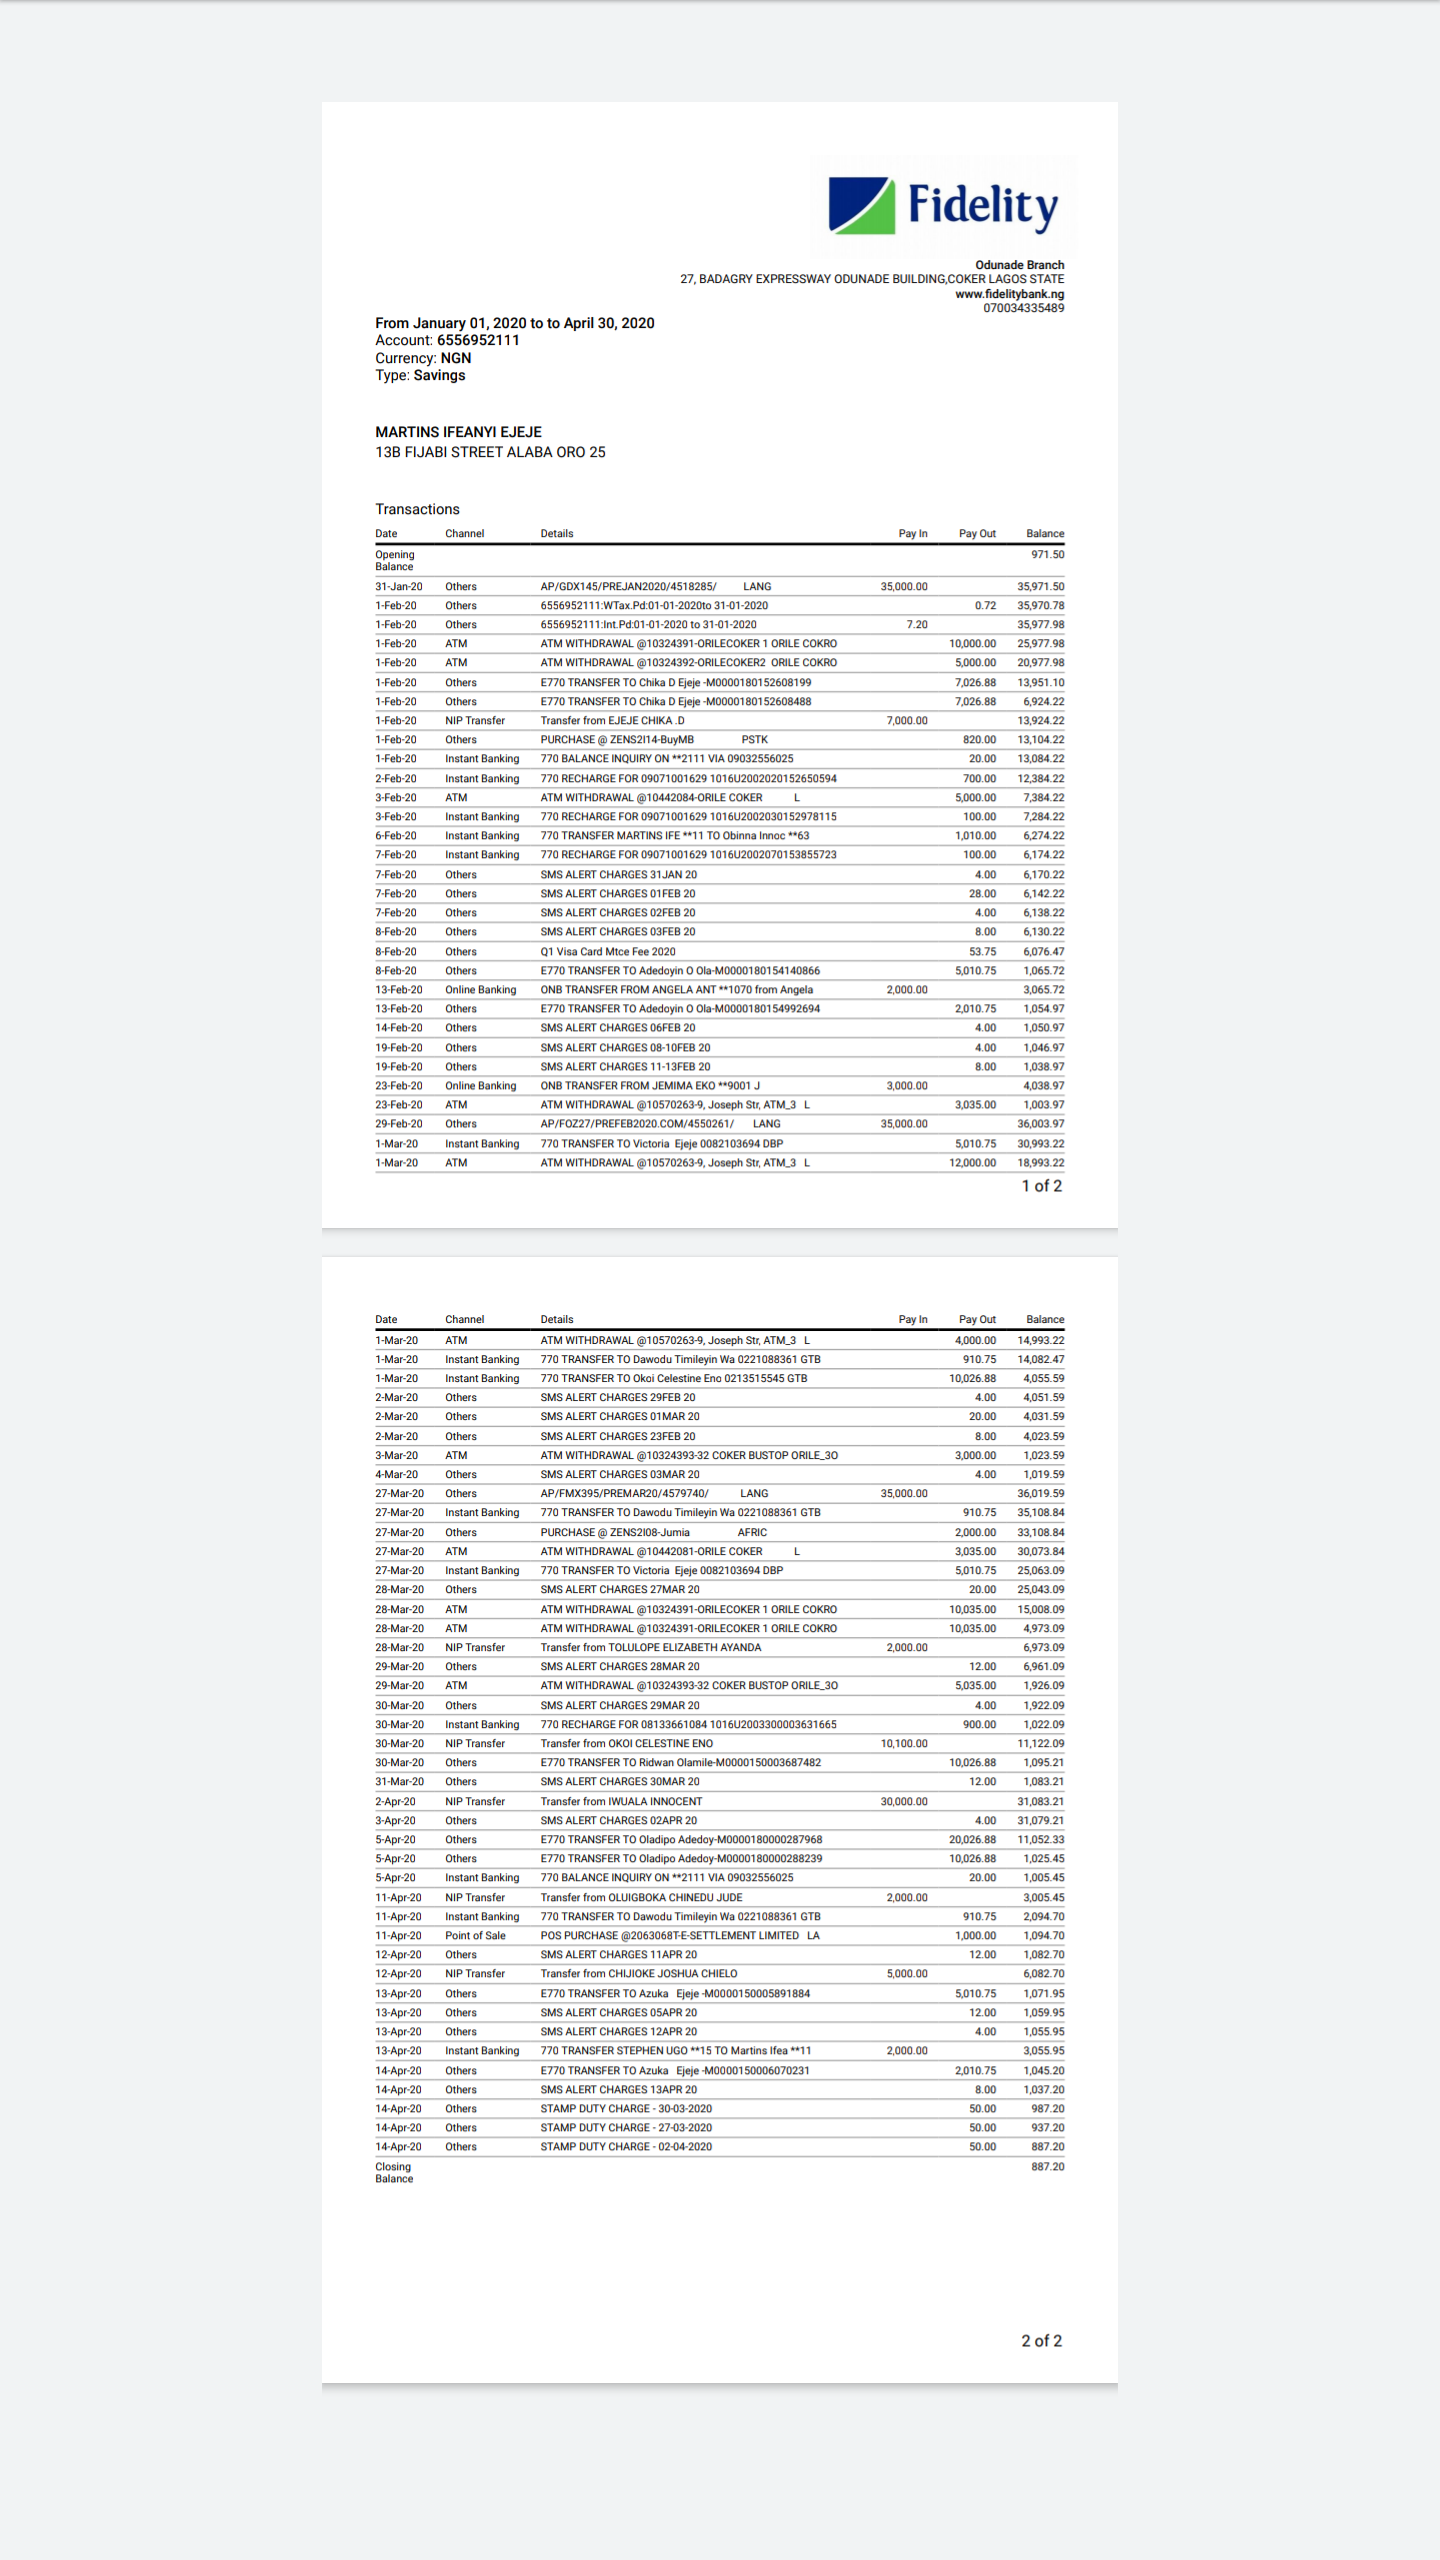 Fidelity
Odunade Branch
27, BADAGRY EXPRESSWAY ODUNADE BUILDING,COKER LAGOS STATE
www.fidelitybank.ng
070034335489
From January 01, 2020 to to April 30, 2020
Account: 6556952111
Currency: NGN
Type: Savings
MARTINS IFEANYI EJEJE
13B FIJABI STREET ALABA ORO 25
Transactions
Date Channel Details Pay In Pay Out Balance
Opening Balance 971.50
31-Jan-20 Others AP/GDX145/PREJAN2020/4518285/ LANG 35,000.00 35,971.50
1-Feb-20 Others 6556952111:WTax.Pd:01-01-2020to 31-01-2020 0.72 35,970.78
1-Feb-20 Others 6556952111:Int.Pd:01-01-2020 to 31-01-2020 7.20 35,977.98
1-Feb-20 ATM ATM WITHDRAWAL @10324391-ORILECOKER 1 ORILE COKRO 10,000.00 25,977.98
1-Feb-20 ATM ATM WITHDRAWAL @10324392-ORILECOKER2 ORILE COKRO 5,000.00 20,977.98
1-Feb-20 Others E770 TRANSFER TO Chika D Ejeje -M0000180152608199 7,026.88 13,951.10
1-Feb-20 Others E770 TRANSFER TO Chika D Ejeje -M0000180152608488 7,026.88 6,924.22
1-Feb-20 NIP Transfer Transfer from EJEJE CHIKA .D 7,000.00 13,924.22
1-Feb-20 Others PURCHASE @ ZENS2I14-BuyMB PSTK 820.00 13,104.22
1-Feb-20 Instant Banking 770 BALANCE INQUIRY ON **2111 VIA 09032556025 20.00 13,084.22
2-Feb-20 Instant Banking 770 RECHARGE FOR 09071001629 1016U2002020152650594 700.00 12,384.22
3-Feb-20 ATM ATM WITHDRAWAL @10442084-ORILE COKER L 5,000.00 7,384.22
3-Feb-20 Instant Banking 770 RECHARGE FOR 09071001629 1016U2002030152978115 100.00 7,284.22
6-Feb-20 Instant Banking 770 TRANSFER MARTINS IFE **11 TO Obinna Innoc **63 1,010.00 6,274.22
7-Feb-20 Instant Banking 770 RECHARGE FOR 09071001629 1016U2002070153855723 100.00 6,174.22
7-Feb-20 Others SMS ALERT CHARGES 31JAN 20 4.00 6,170.22
7-Feb-20 Others SMS ALERT CHARGES 01FEB 20 28.00 6,142.22
7-Feb-20 Others SMS ALERT CHARGES 02FEB 20 4.00 6,138.22
8-Feb-20 Others SMS ALERT CHARGES 03FEB 20 8.00 6,130.22
8-Feb-20 Others Q1 Visa Card Mtce Fee 2020 53.75 6,076.47
8-Feb-20 Others E770 TRANSFER TO Adedoyin O Ola-M0000180154140866 5,010.75 1,065.72
13-Feb-20 Online Banking ONB TRANSFER FROM ANGELA ANT **1070 from Angela 2,000.00 3,065.72
13-Feb-20 Others E770 TRANSFER TO Adedoyin O Ola-M0000180154992694 2,010.75 1,054.97
14-Feb-20 Others SMS ALERT CHARGES 06FEB 20 4.00 1,050.97
19-Feb-20 Others SMS ALERT CHARGES 08-10FEB 20 4.00 1,046.97
19-Feb-20 Others SMS ALERT CHARGES 11-13FEB 20 8.00 1,038.97
23-Feb-20 Online Banking ONB TRANSFER FROM JEMIMA EKO **9001 J 3,000.00 4,038.97
23-Feb-20 ATM ATM WITHDRAWAL @10570263-9, Joseph Str, ATM_3 L 3,035.00 1,003.97
29-Feb-20 Others AP/FOZ27/PREFEB2020.COM/4550261/ LANG 35,000.00 36,003.97
1-Mar-20 Instant Banking 770 TRANSFER TO Victoria Ejeje 0082103694 DBP 5,010.75 30,993.22
1-Mar-20 ATM ATM WITHDRAWAL @10570263-9, Joseph Str, ATM_3 L 12,000.00 18,993.22
1 of 2
Date Channel Details Pay In Pay Out Balance
1-Mar-20 ATM ATM WITHDRAWAL @10570263-9, Joseph Str, ATM_3 L 4,000.00 14,993.22
1-Mar-20 Instant Banking 770 TRANSFER TO Dawodu Timileyin Wa 0221088361 GTB 910.75 14,082.47
1-Mar-20 Instant Banking 770 TRANSFER TO Okoi Celestine Eno 0213515545 GTB 10,026.88 4,055.59
2-Mar-20 Others SMS ALERT CHARGES 29FEB 20 4.00 4,051.59
2-Mar-20 Others SMS ALERT CHARGES 01MAR 20 20.00 4,031.59
2-Mar-20 Others SMS ALERT CHARGES 23FEB 20 8.00 4,023.59
3-Mar-20 ATM ATM WITHDRAWAL @10324393-32 COKER BUSTOP ORILE_3O 3,000.00 1,023.59
4-Mar-20 Others SMS ALERT CHARGES 03MAR 20 4.00 1,019.59
27-Mar-20 Others AP/FMX395/PREMAR20/4579740/ LANG 35,000.00 36,019.59
27-Mar-20 Instant Banking 770 TRANSFER TO Dawodu Timileyin Wa 0221088361 GTB 910.75 35,108.84
27-Mar-20 Others PURCHASE @ ZENS2I08-Jumia AFRIC 2,000.00 33,108.84
27-Mar-20 ATM ATM WITHDRAWAL @10442081-ORILE COKER L 3,035.00 30,073.84
27-Mar-20 Instant Banking 770 TRANSFER TO Victoria Ejeje 0082103694 DBP 5,010.75 25,063.09
28-Mar-20 Others SMS ALERT CHARGES 27MAR 20 20.00 25,043.09
28-Mar-20 ATM ATM WITHDRAWAL @10324391-ORILECOKER 1 ORILE COKRO 10,035.00 15,008.09
28-Mar-20 ATM ATM WITHDRAWAL @10324391-ORILECOKER 1 ORILE COKRO 10,035.00 4,973.09
28-Mar-20 NIP Transfer Transfer from TOLULOPE ELIZABETH AYANDA 2,000.00 6,973.09
29-Mar-20 Others SMS ALERT CHARGES 28MAR 20 12.00 6,961.09
29-Mar-20 ATM ATM WITHDRAWAL @10324393-32 COKER BUSTOP ORILE_3O 5,035.00 1,926.09
30-Mar-20 Others SMS ALERT CHARGES 29MAR 20 4.00 1,922.09
30-Mar-20 Instant Banking 770 RECHARGE FOR 08133661084 1016U2003300003631665 900.00 1,022.09
30-Mar-20 NIP Transfer Transfer from OKOI CELESTINE ENO 10,100.00 11,122.09
30-Mar-20 Others E770 TRANSFER TO Ridwan Olamile-M0000150003687482 10,026.88 1,095.21
31-Mar-20 Others SMS ALERT CHARGES 30MAR 20 12.00 1,083.21
2-Apr-20 NIP Transfer Transfer from IWUALA INNOCENT 30,000.00 31,083.21
3-Apr-20 Others SMS ALERT CHARGES 02APR 20 4.00 31,079.21
5-Apr-20 Others E770 TRANSFER TO Oladipo Adedoy-M0000180000287968 20,026.88 11,052.33
5-Apr-20 Others E770 TRANSFER TO Oladipo Adedoy-M0000180000288239 10,026.88 1,025.45
5-Apr-20 Instant Banking 770 BALANCE INQUIRY ON **2111 VIA 09032556025 20.00 1,005.45
11-Apr-20 NIP Transfer Transfer from OLUIGBOKA CHINEDU JUDE 2,000.00 3,005.45
11-Apr-20 Instant Banking 770 TRANSFER TO Dawodu Timileyin Wa 0221088361 GTB 910.75 2,094.70
11-Apr-20 Point of Sale POS PURCHASE @2063068T-E-SETTLEMENT LIMITED LA 1,000.00 1,094.70
12-Apr-20 Others SMS ALERT CHARGES 11APR 20 12.00 1,082.70
12-Apr-20 NIP Transfer Transfer from CHIJIOKE JOSHUA CHIELO 5,000.00 6,082.70
13-Apr-20 Others E770 TRANSFER TO Azuka Ejeje -M0000150005891884 5,010.75 1,071.95
13-Apr-20 Others SMS ALERT CHARGES 05APR 20 12.00 1,059.95
13-Apr-20 Others SMS ALERT CHARGES 12APR 20 4.00 1,055.95
13-Apr-20 Instant Banking 770 TRANSFER STEPHEN UGO **15 TO Martins Ifea **11 2,000.00 3,055.95
14-Apr-20 Others E770 TRANSFER TO Azuka Ejeje -M0000150006070231 2,010.75 1,045.20
14-Apr-20 Others SMS ALERT CHARGES 13APR 20 8.00 1,037.20
14-Apr-20 Others STAMP DUTY CHARGE - 30-03-2020 50.00 987.20
14-Apr-20 Others STAMP DUTY CHARGE - 27-03-2020 50.00 937.20
14-Apr-20 Others STAMP DUTY CHARGE - 02-04-2020 50.00 887.20
Closing Balance 887.20
2 of 2